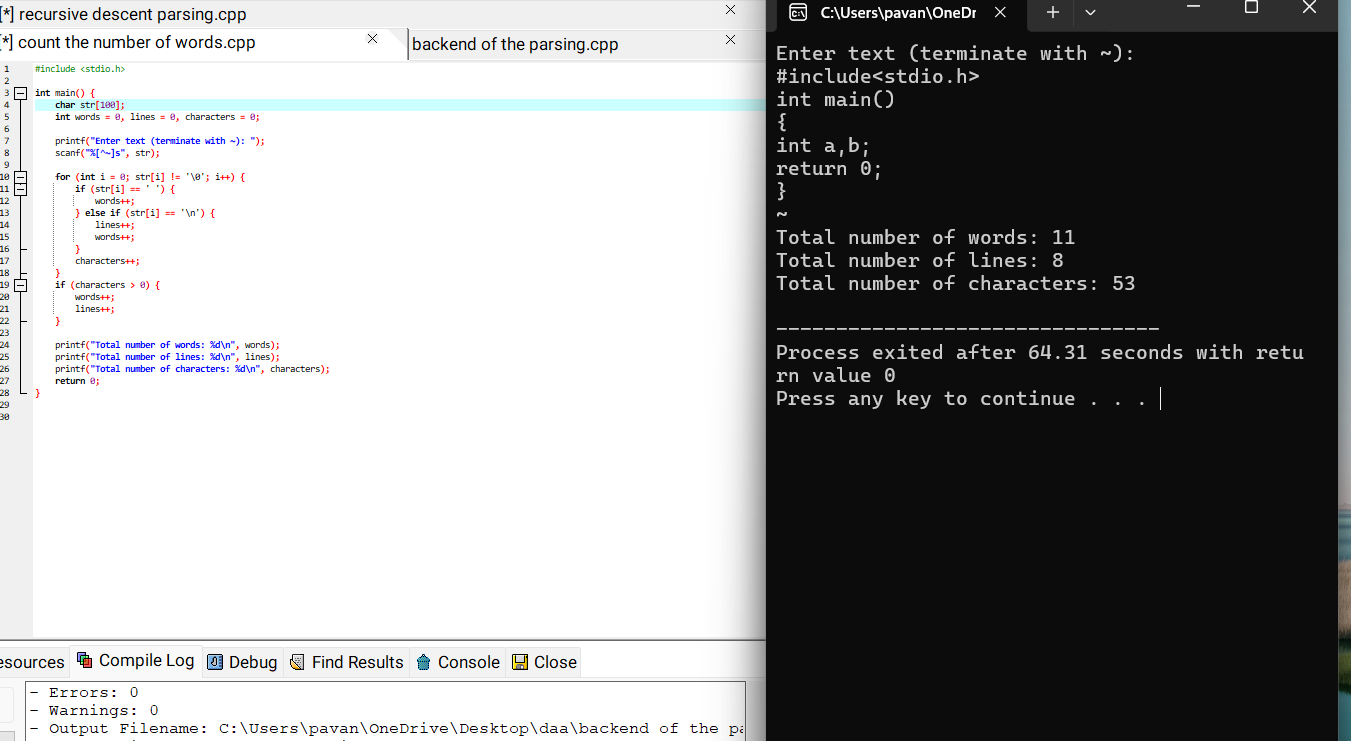 [*] recursive descent parsing.cpp
[*] count the number of words.cpp
backend of the parsing.cpp
1 #include <stdio.h>
2
3 int main() {
4 char str[100];
5 int words = 0, lines = 0, characters = 0;
6
7 printf("Enter text (terminate with ~): ");
8 scanf("%[^~]s", str);
9
10 for (int i = 0; str[i] != '\0'; i++) {
11 if (str[i] == ' ') {
12 words++;
13 } else if (str[i] == '\n') {
14 lines++;
15 words++;
16 }
17 characters++;
18 }
19 if (characters > 0) {
20 words++;
21 lines++;
22 }
23
24 printf("Total number of words: %d\n", words);
25 printf("Total number of lines: %d\n", lines);
26 printf("Total number of characters: %d\n", characters);
27 return 0;
28 }
29
30
esources Compile Log Debug Find Results Console Close
- Errors: 0
- Warnings: 0
- Output Filename: C:\Users\pavan\OneDrive\Desktop\daa\backend of the pa
C:\Users\pavan\OneDr
Enter text (terminate with ~):
#include<stdio.h>
int main()
{
int a,b;
return 0;
}
~
Total number of words: 11
Total number of lines: 8
Total number of characters: 53
--------------------------------
Process exited after 64.31 seconds with retu
rn value 0
Press any key to continue . . .